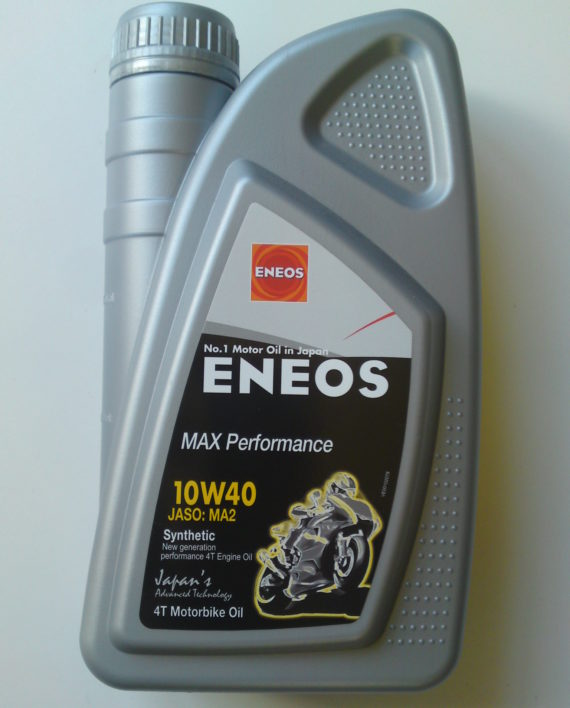 ENEOS
No.1 Motor Oil in Japan
ENEOS
MAX Performance
10W40
JASO: MA2
Synthetic
New generation
performance 4T Engine Oil
Japan's
Advanced Technology
4T Motorbike Oil